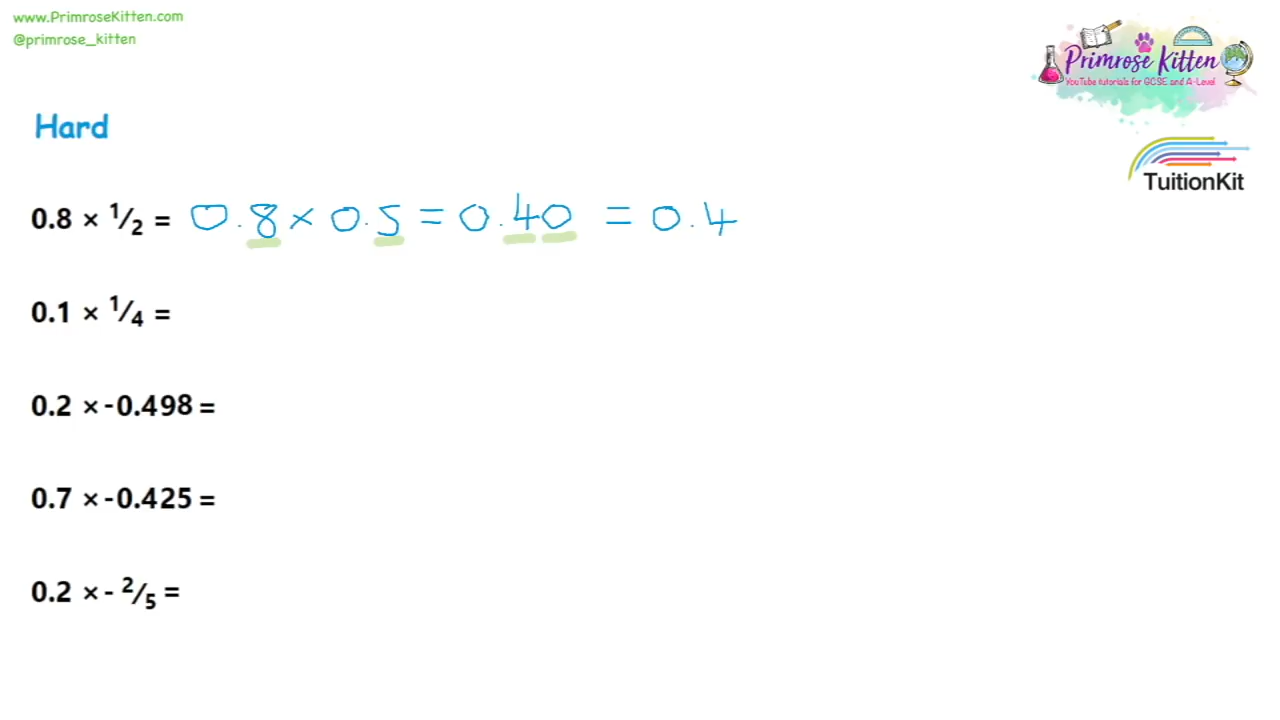 www.PrimroseKitten.com
@primrose_kitten
Primrose Kitten
YouTube tutorials for GCSE and A-Level
TuitionKit
Hard
0.8 × ¹/₂ = 0.8 × 0.5 = 0.40 = 0.4
0.1 × ¹/₄ =
0.2 × -0.498 =
0.7 × -0.425 =
0.2 × - ²/₅ =